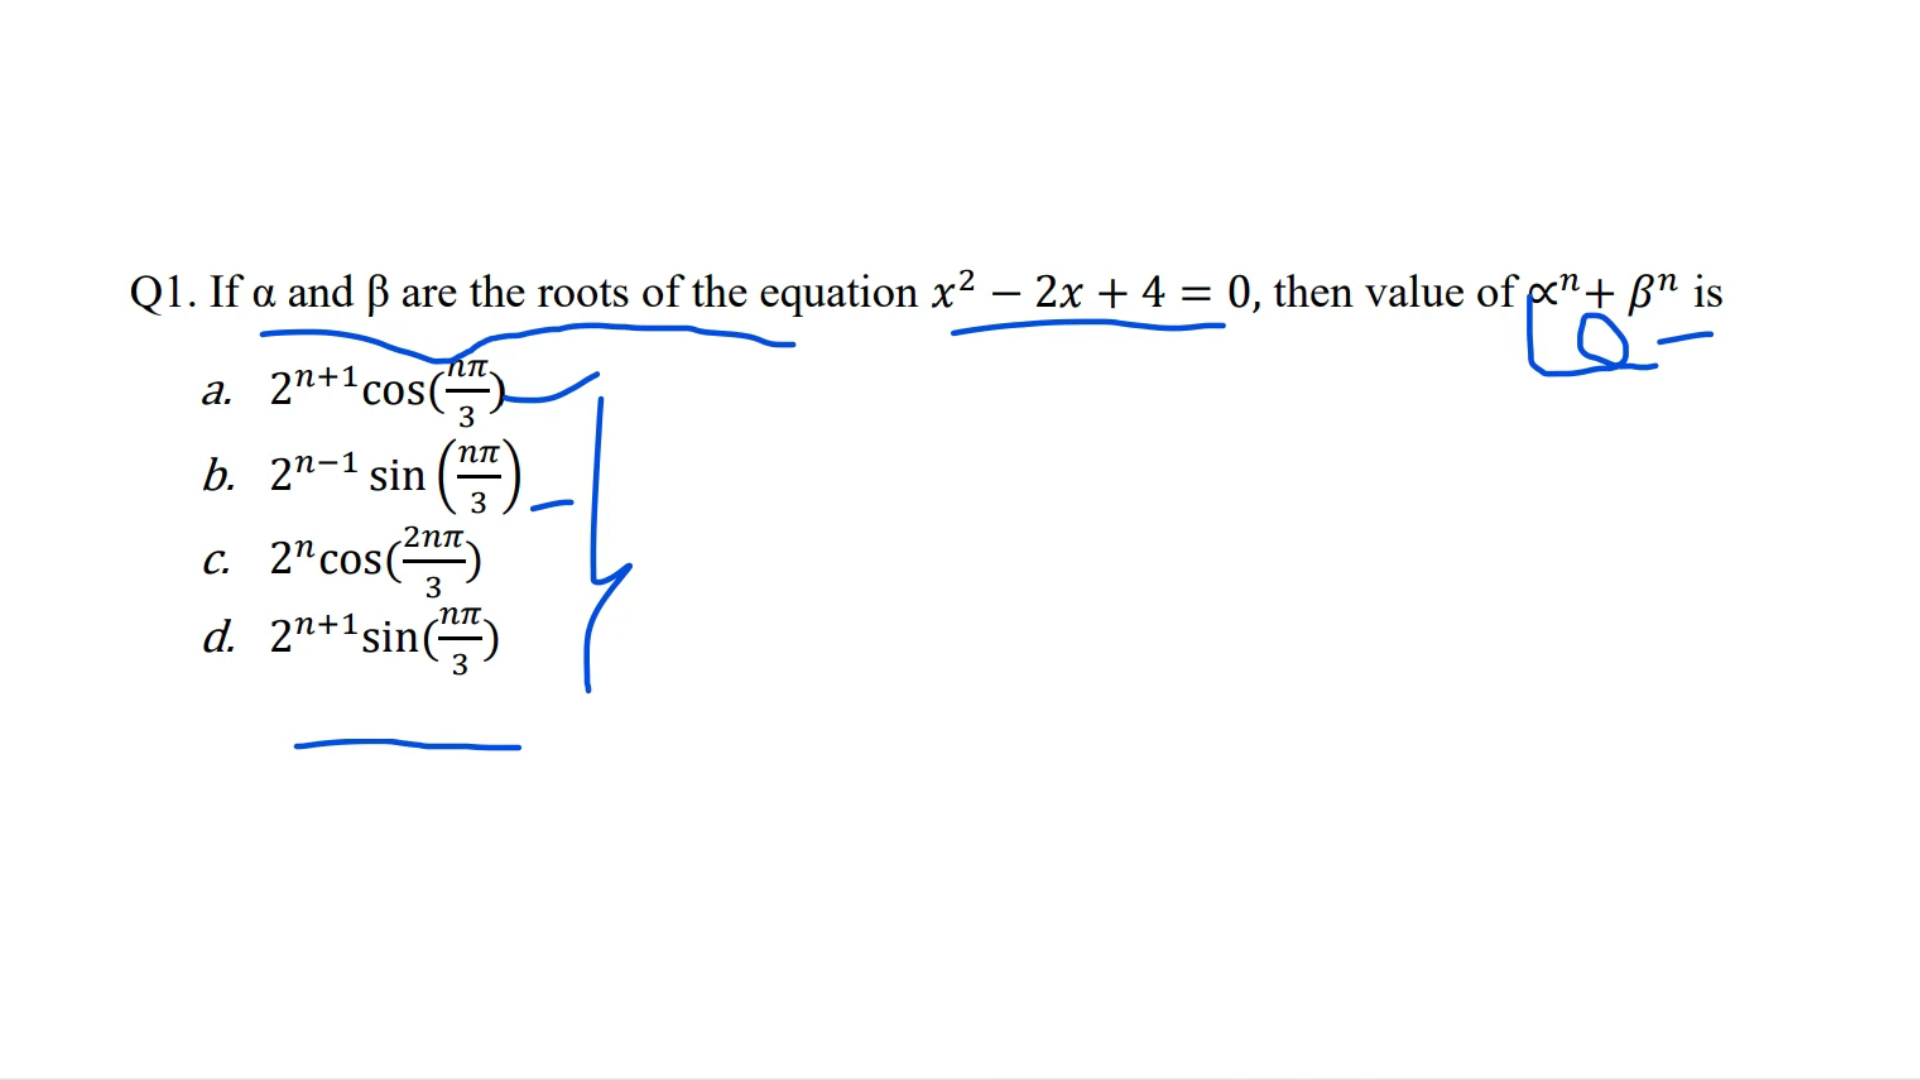 Q1. If α and β are the roots of the equation x² − 2x + 4 = 0, then value of ∝ⁿ+ βⁿ is
a. 2ⁿ⁺¹cos(nπ/3)
b. 2ⁿ⁻¹ sin (nπ/3)
c. 2ⁿcos(2nπ/3)
d. 2ⁿ⁺¹sin(nπ/3)